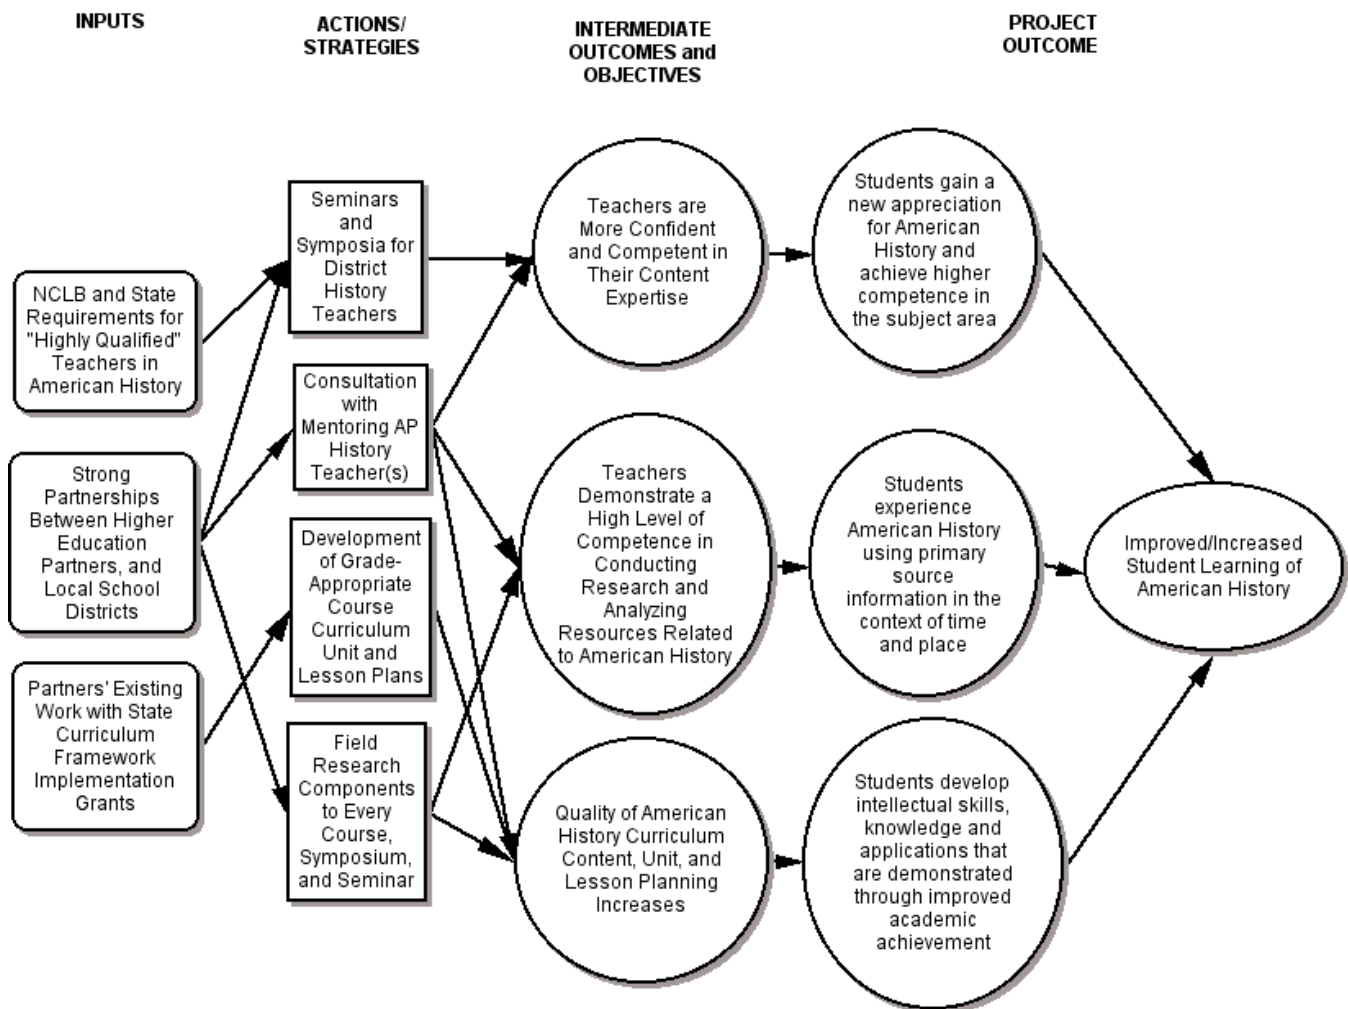 INPUTS
ACTIONS/
STRATEGIES
INTERMEDIATE
OUTCOMES and
OBJECTIVES
PROJECT
OUTCOME
NCLB and State
Requirements for
"Highly Qualified"
Teachers in
American History
Strong
Partnerships
Between Higher
Education
Partners, and
Local School
Districts
Partners' Existing
Work with State
Curriculum
Framework
Implementation
Grants
Seminars
and
Symposia for
District
History
Teachers
Consultation
with
Mentoring AP
History
Teacher(s)
Development
of Grade-
Appropriate
Course
Curriculum
Unit and
Lesson Plans
Field
Research
Components
to Every
Course,
Symposium,
and Seminar
Teachers are
More Confident
and Competent in
Their Content
Expertise
Teachers
Demonstrate a
High Level of
Competence in
Conducting
Research and
Analyzing
Resources Related
to American History
Quality of American
History Curriculum
Content, Unit, and
Lesson Planning
Increases
Students gain a
new appreciation
for American
History and
achieve higher
competence in
the subject area
Students
experience
American History
using primary
source
information in the
context of time
and place
Students develop
intellectual skills,
knowledge and
applications that
are demonstrated
through improved
academic
achievement
Improved/Increased
Student Learning of
American History